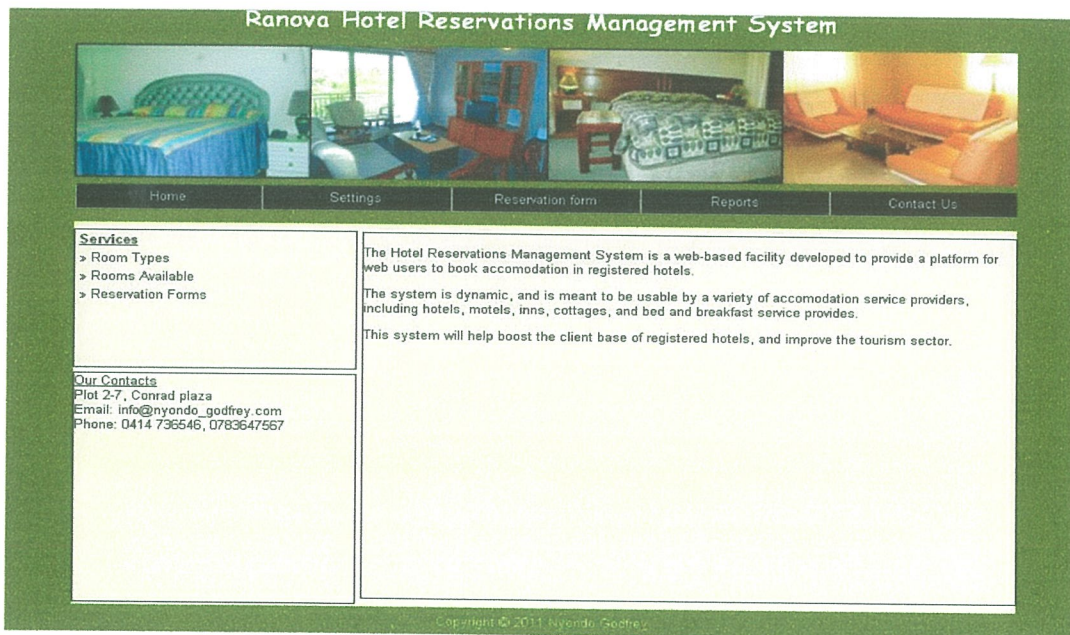 Ranova Hotel Reservations Management System
Home Settings Reservation form Reports Contact Us
Services
» Room Types
» Rooms Available
» Reservation Forms
Our Contacts
Plot 2-7, Conrad plaza
Email: info@nyondo_godfrey.com
Phone: 0414 736546, 0783647567
The Hotel Reservations Management System is a web-based facility developed to provide a platform for
web users to book accomodation in registered hotels.
The system is dynamic, and is meant to be usable by a variety of accomodation service providers,
including hotels, motels, inns, cottages, and bed and breakfast service provides.
This system will help boost the client base of registered hotels, and improve the tourism sector.
Copyright © 2011 Nyondo Godfrey